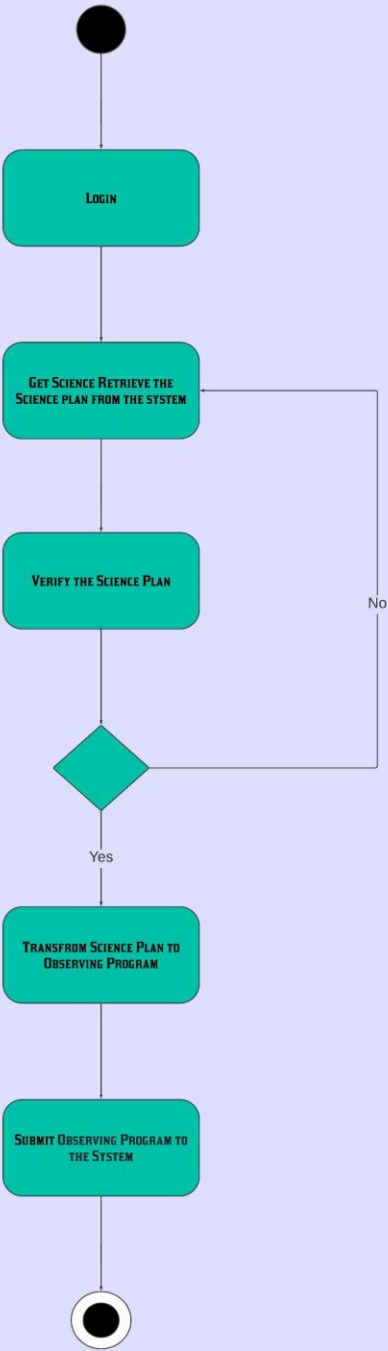 LOGIN
GET SCIENCE RETRIEVE THE
SCIENCE PLAN FROM THE SYSTEM
VERIFY THE SCIENCE PLAN
No
Yes
TRANSFROM SCIENCE PLAN TO
OBSERVING PROGRAM
SUBMIT OBSERVING PROGRAM TO
THE SYSTEM